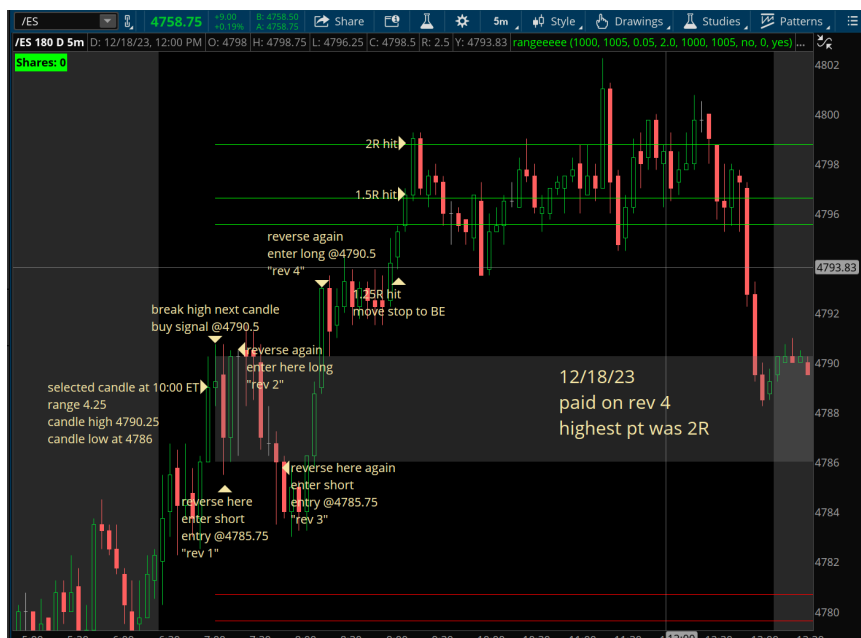 /ES 4758.75 +9.00 +0.19% B: 4758.50 A: 4758.75 Share 5m Style Drawings Studies Patterns
/ES 180 D 5m D: 12/18/23, 12:00 PM O: 4798 H: 4798.75 L: 4796.25 C: 4798.5 R: 2.5 Y: 4793.83 rangeeeee (1000, 1005, 0.05, 2.0, 1000, 1005, no, 0, yes) ...
Shares: 0
4802
4800
2R hit
4798
1.5R hit
4796
reverse again
enter long @4790.5
"rev 4"
4793.83
1.25R hit
move stop to BE
4792
break high next candle
buy signal @4790.5
reverse again
enter here long
"rev 2"
4790
selected candle at 10:00 ET
range 4.25
candle high 4790.25
candle low at 4786
12/18/23
paid on rev 4
highest pt was 2R
4788
4786
reverse here again
enter short
entry @4785.75
"rev 3"
reverse here
enter short
entry @4785.75
"rev 1"
4784
4782
4780